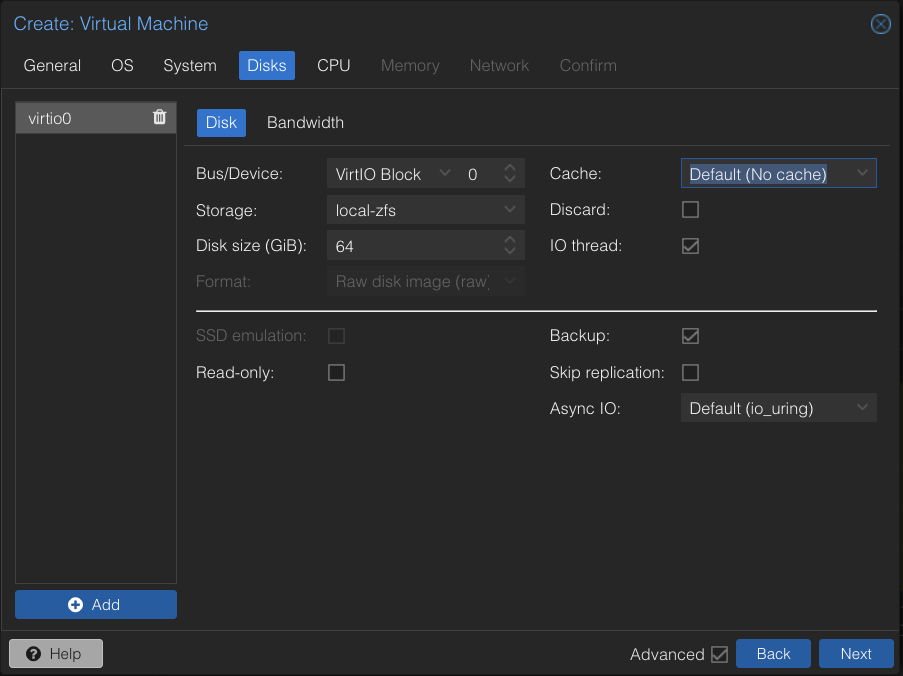 Create: Virtual Machine
General OS System Disks CPU Memory Network Confirm
virtio0
Disk Bandwidth
Bus/Device: VirtIO Block 0 Cache: Default (No cache)
Storage: local-zfs Discard:
Disk size (GiB): 64 IO thread:
Format: Raw disk image (raw)
SSD emulation: Backup:
Read-only: Skip replication:
Async IO: Default (io_uring)
Add
Help Advanced Back Next